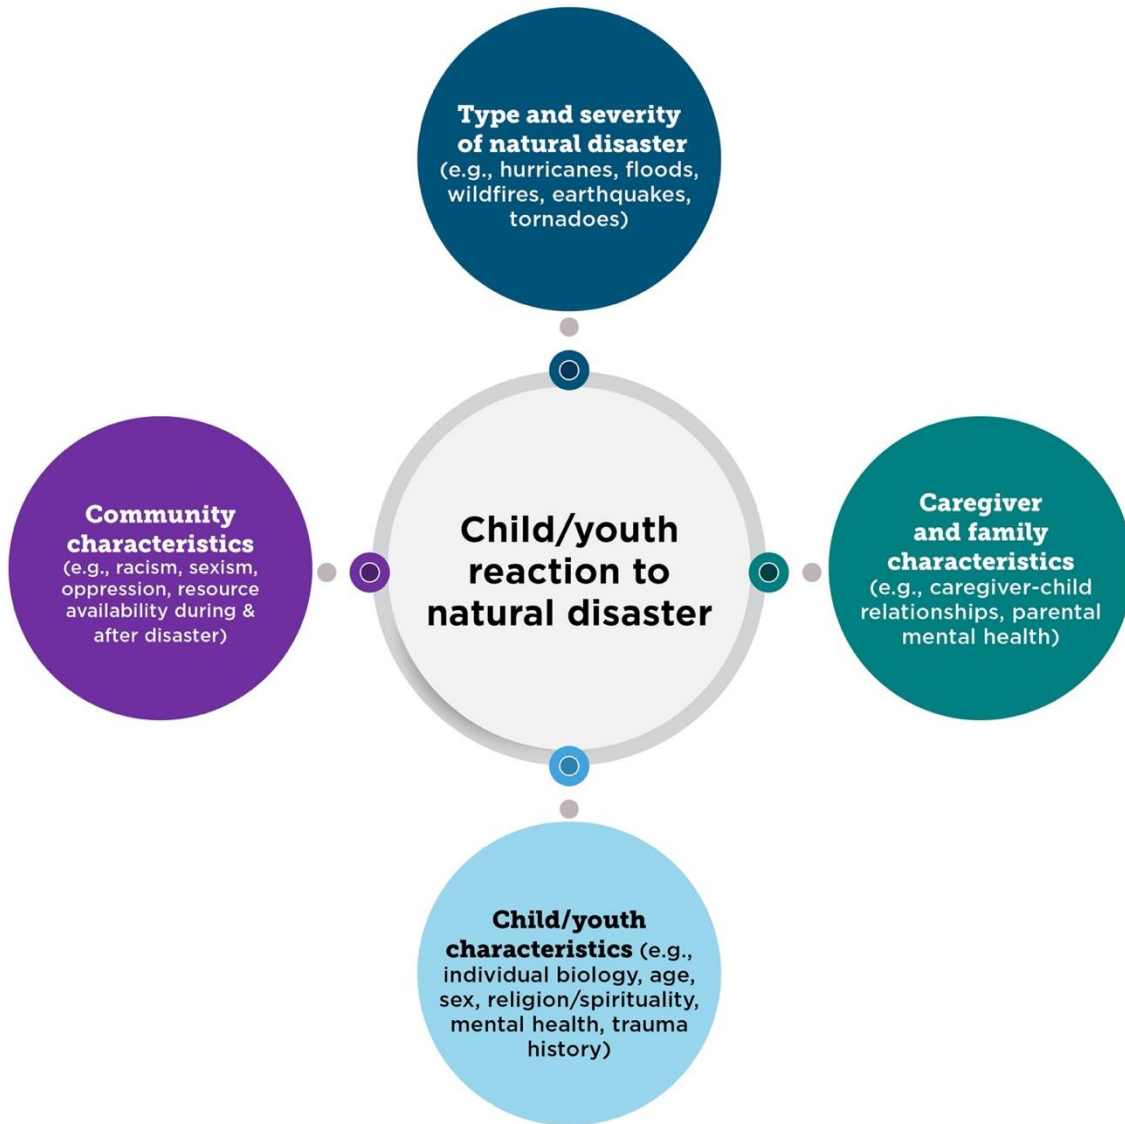 Type and severity
of natural disaster
(e.g., hurricanes, floods,
wildfires, earthquakes,
tornadoes)
Community
characteristics
(e.g., racism, sexism,
oppression, resource
availability during &
after disaster)
Child/youth
reaction to
natural disaster
Caregiver
and family
characteristics
(e.g., caregiver-child
relationships, parental
mental health)
Child/youth
characteristics (e.g.,
individual biology, age,
sex, religion/spirituality,
mental health, trauma
history)